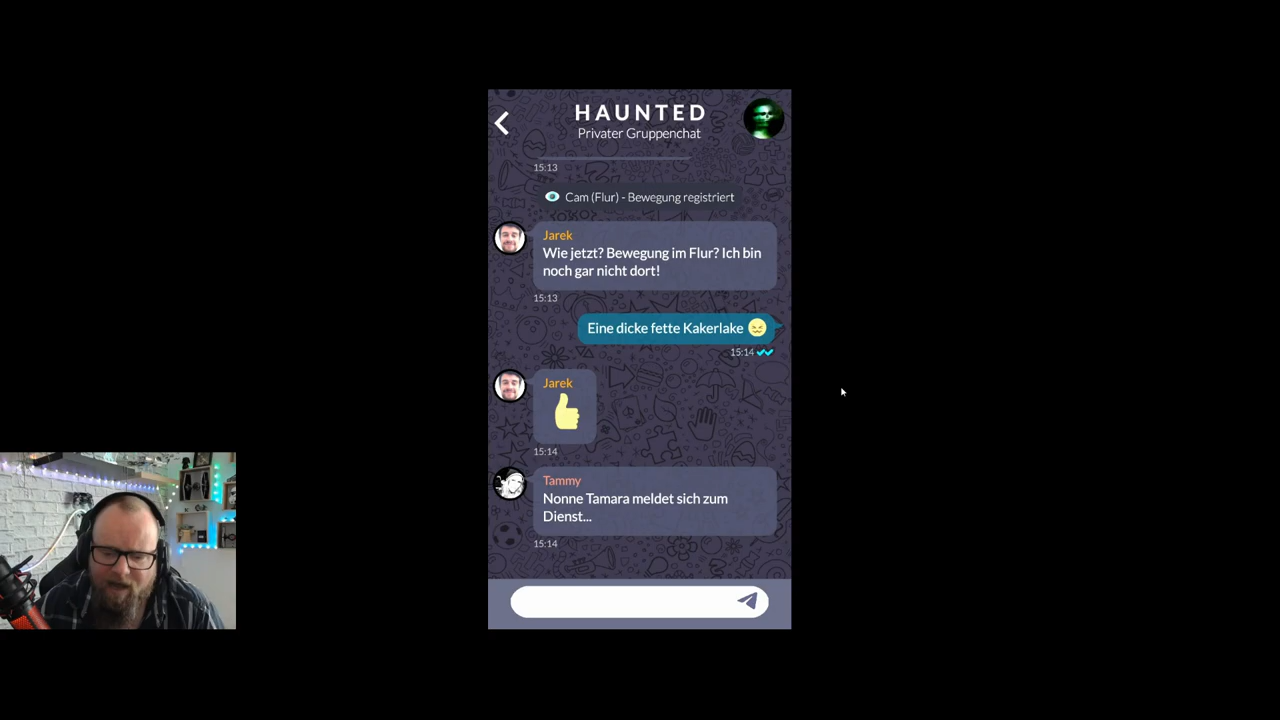 HAUNTED
Privater Gruppenchat
15:13
Cam (Flur) - Bewegung registriert
Jarek
Wie jetzt? Bewegung im Flur? Ich bin
noch gar nicht dort!
15:13
Eine dicke fette Kakerlake 😖
15:14
Jarek
👍
15:14
Tammy
Nonne Tamara meldet sich zum
Dienst...
15:14